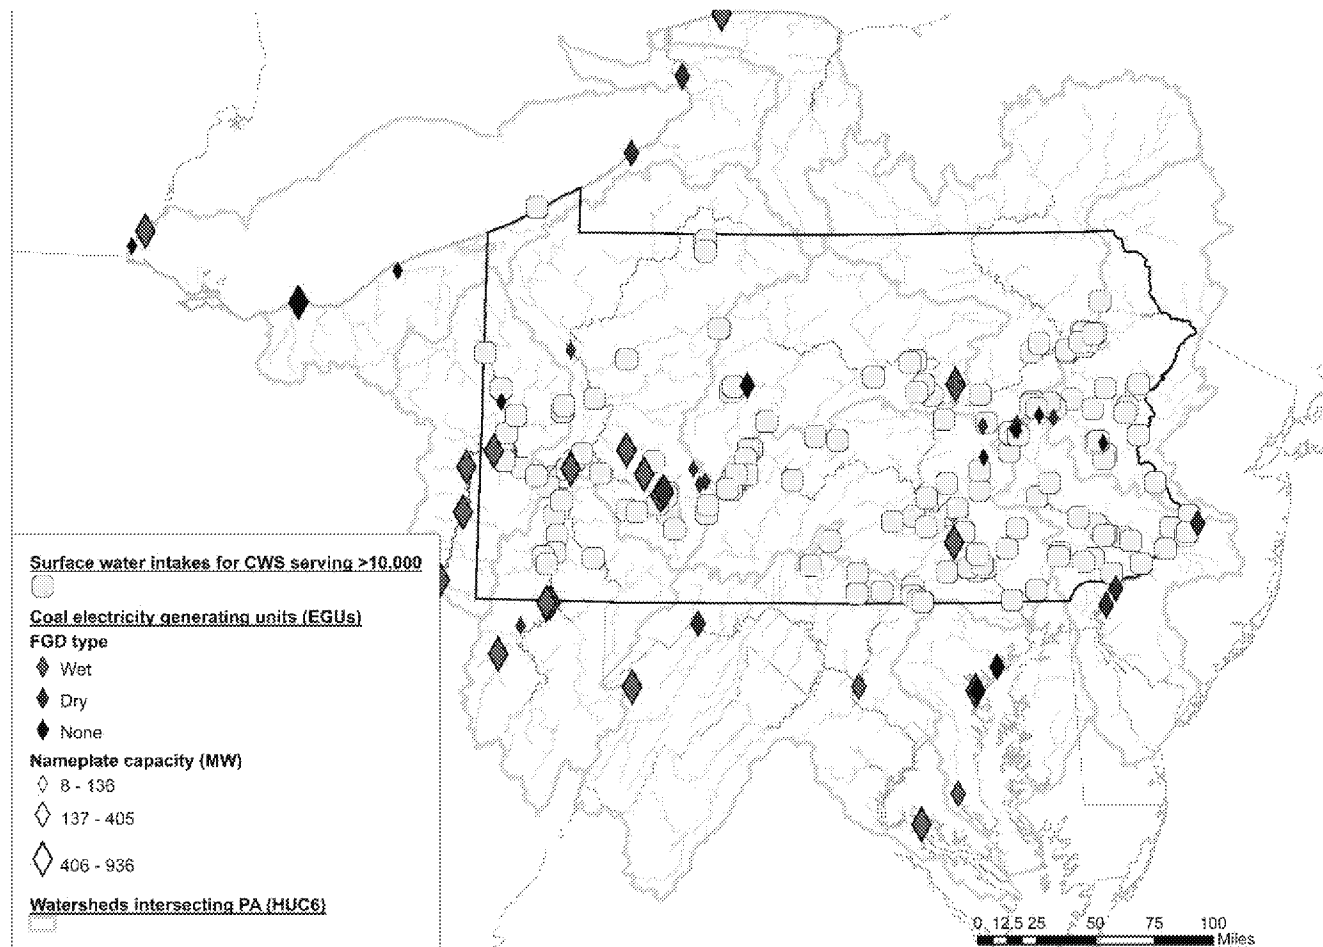 Surface water intakes for CWS serving >10,000
Coal electricity generating units (EGUs)
FGD type
Wet
Dry
None
Nameplate capacity (MW)
8 - 136
137 - 405
406 - 936
Watersheds intersecting PA (HUC6)
0 12.5 25 50 75 100
Miles